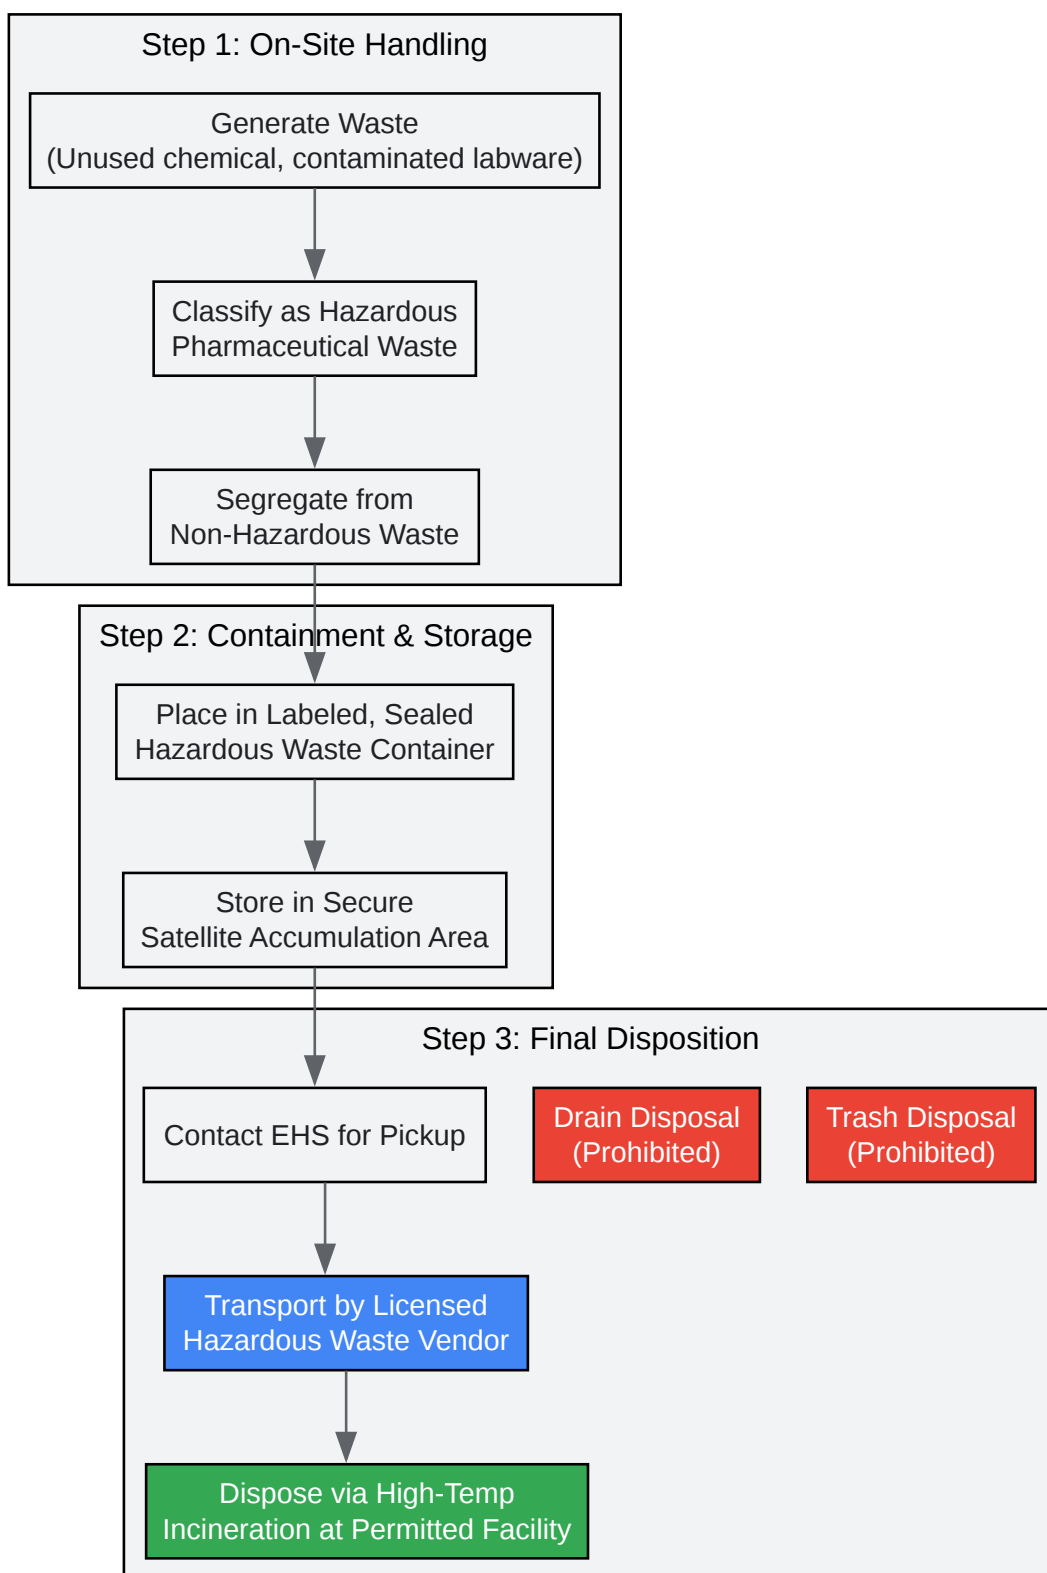 Step 1: On-Site Handling
Generate Waste
(Unused chemical, contaminated labware)
Classify as Hazardous
Pharmaceutical Waste
Segregate from
Non-Hazardous Waste
Step 2: Containment & Storage
Place in Labeled, Sealed
Hazardous Waste Container
Store in Secure
Satellite Accumulation Area
Step 3: Final Disposition
Contact EHS for Pickup
Drain Disposal
(Prohibited)
Trash Disposal
(Prohibited)
Transport by Licensed
Hazardous Waste Vendor
Dispose via High-Temp
Incineration at Permitted Facility